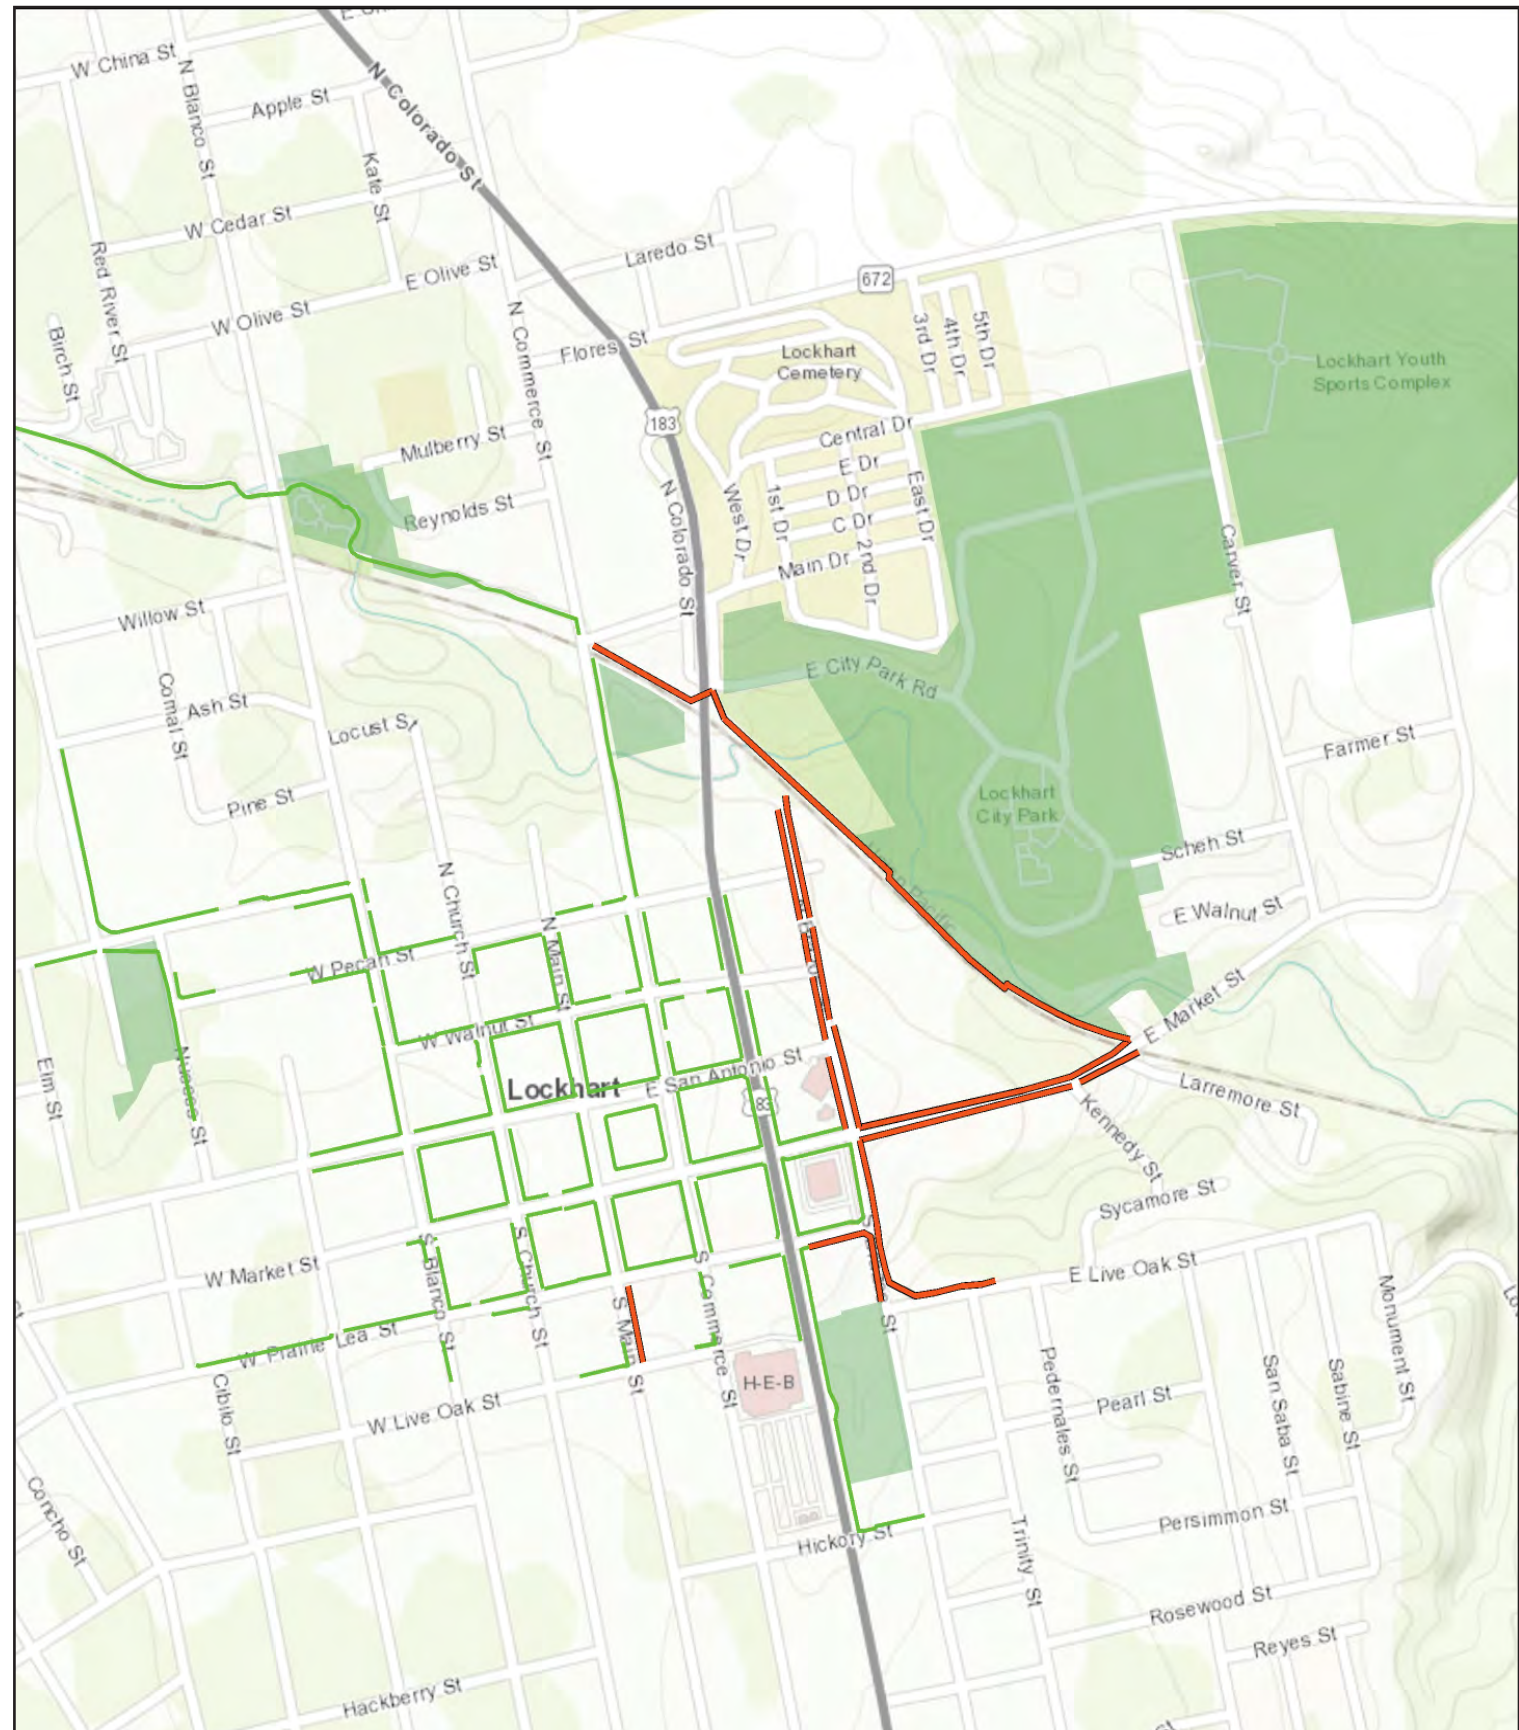 W China St
N Blanco St
Apple St
N Colorado St
Kate St
W Cedar St
Red River St
E Olive St
Laredo St
672
W Olive St
N Commerce St
Birch St
Flores St
Lockhart
Cemetery
3rd Dr
4th Dr
5th Dr
Lockhart Youth
Sports Complex
183
Mulberry St
Central Dr
E Dr
D Dr
C Dr
East Dr
1st Dr
West Dr
Reynolds St
N Colorado St
Main Dr
2nd Dr
Carver St
Willow St
E City Park Rd
Comal St
Ash St
Locust S
Farmer St
Pine St
Lockhart
City Park
Scheh St
N Church St
E Walnut St
W Pecan St
N Main St
Union Pacific
E Market St
W Walnut St
Elm St
Nueces St
Lockhart
E San Antonio St
83
Larremore St
Kennedy St
Sycamore St
W Market St
S Blanco St
S Church St
S Commerce St
E Live Oak St
W Prairie Lea St
S Main St
Monument St
H-E-B
Cibilo St
W Live Oak St
Pedernales St
Pearl St
San Saba St
Sabine St
Concho St
Hickory St
Trinity St
Persimmon St
Rosewood St
Reyes St
Hackberry St